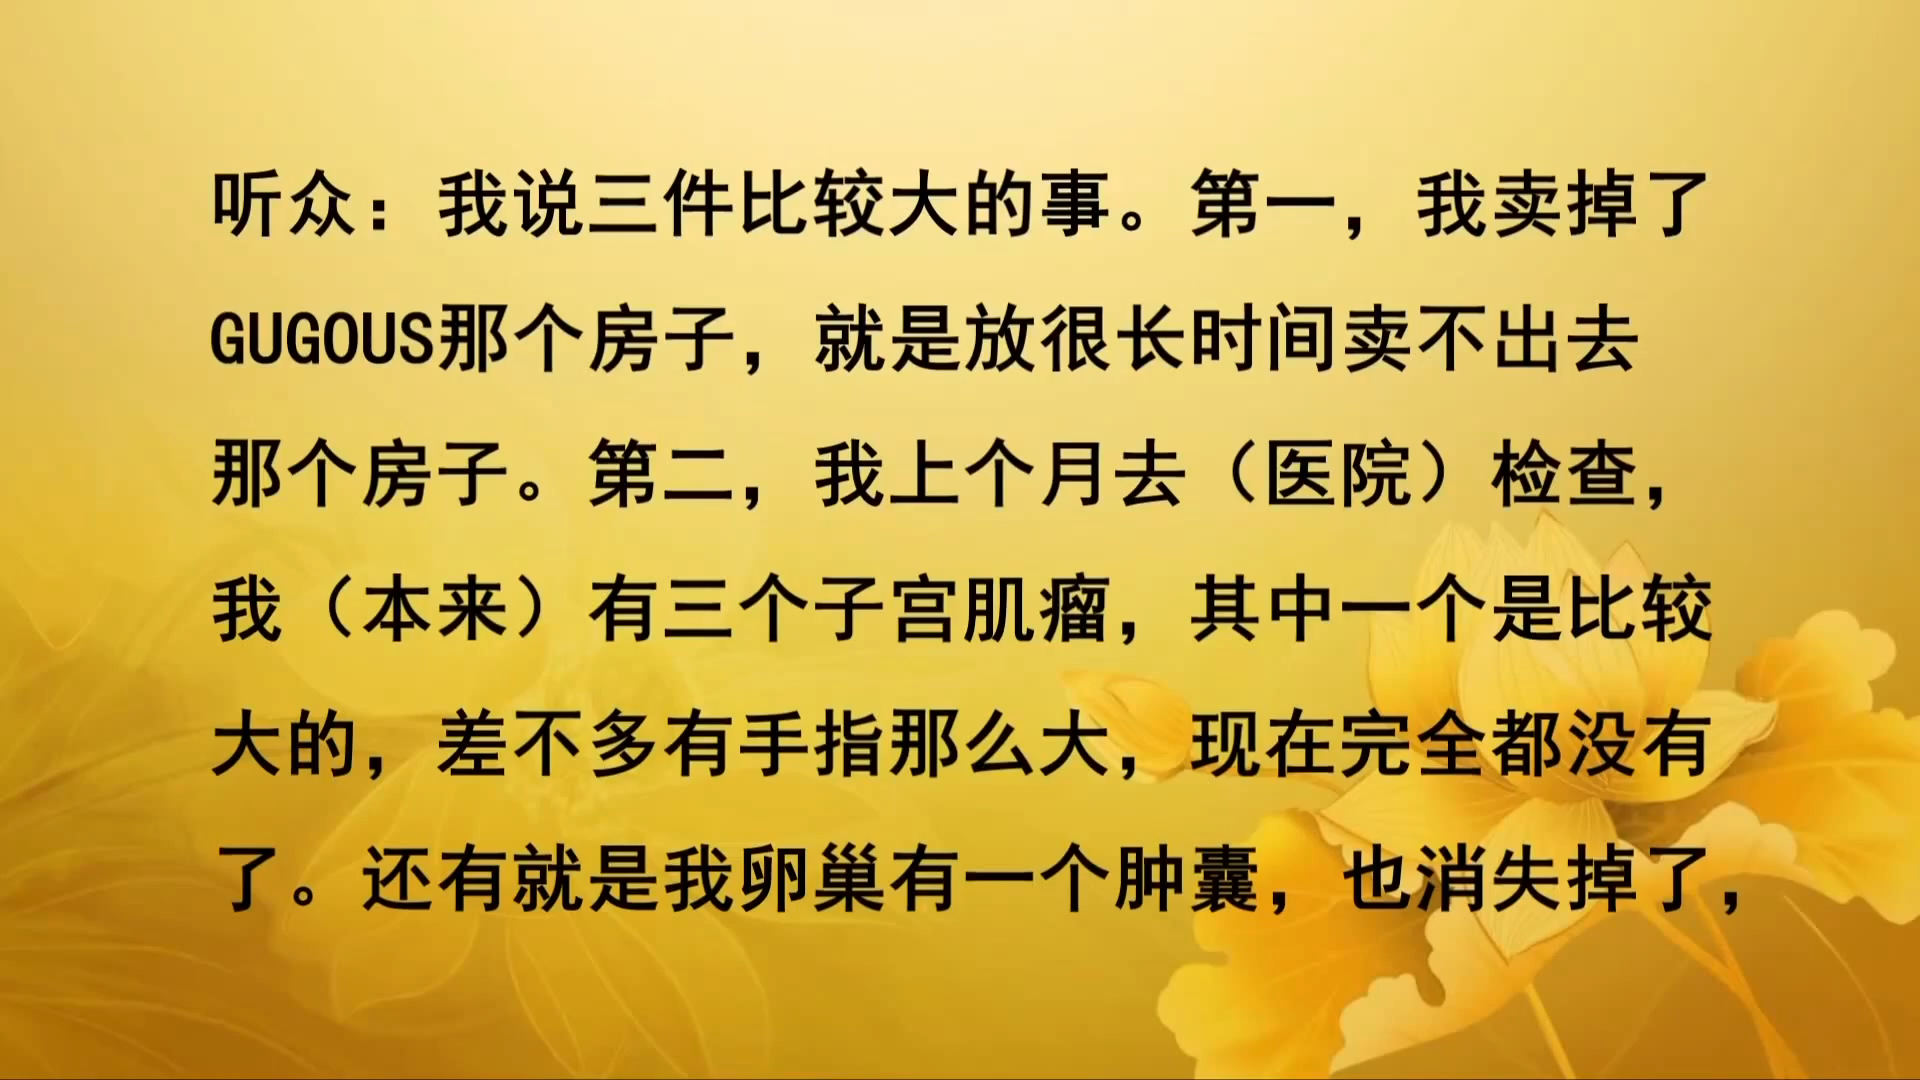 听众：我说三件比较大的事。第一，我卖掉了
GUGOUS那个房子，就是放很长时间卖不出去
那个房子。第二，我上个月去（医院）检查，
我（本来）有三个子宫肌瘤，其中一个是比较
大的，差不多有手指那么大，现在完全都没有
了。还有就是我卵巢有一个肿囊，也消失掉了，